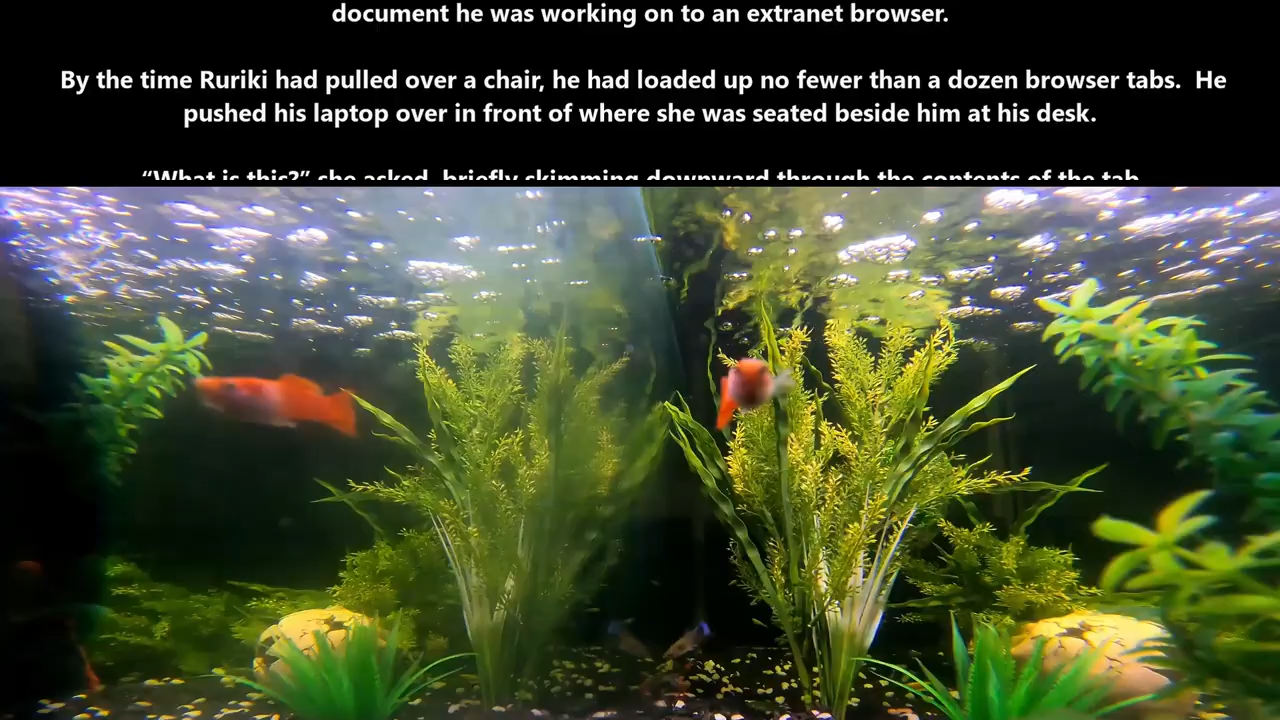 document he was working on to an extranet browser.
By the time Ruriki had pulled over a chair, he had loaded up no fewer than a dozen browser tabs. He
pushed his laptop over in front of where she was seated beside him at his desk.
“What is this?” she asked, briefly skimming downward through the contents of the tab.